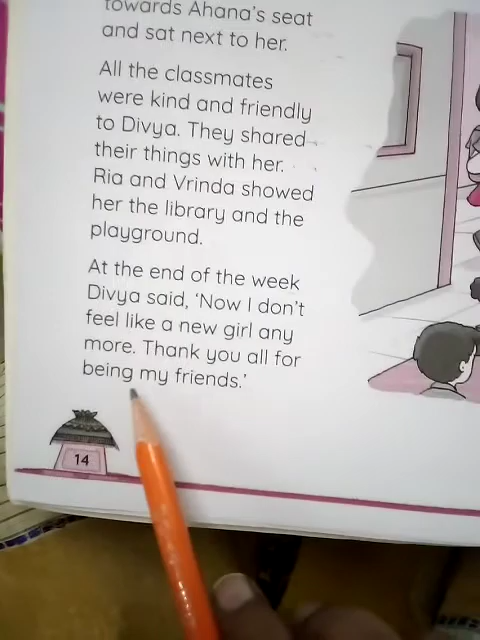 towards Ahana's seat
and sat next to her.
All the classmates
were kind and friendly
to Divya. They shared
their things with her.
Ria and Vrinda showed
her the library and the
playground.
At the end of the week
Divya said, 'Now I don't
feel like a new girl any
more. Thank you all for
being my friends.'
14